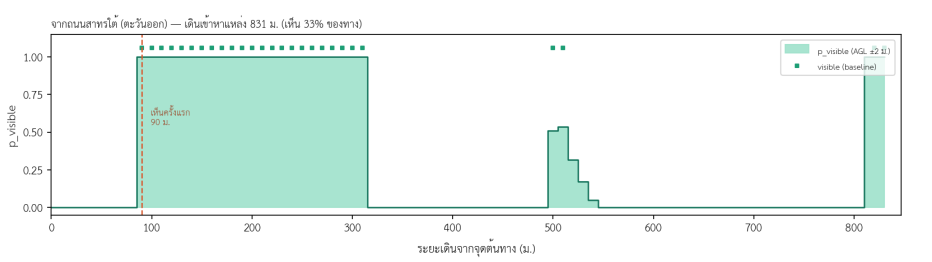 จากถนนสาทรใต้ (ตะวันออก) — เดินเข้าหาแหล่ง 831 ม. (เห็น 33% ของทาง)
p_visible (AGL ±2 ม.)
visible (baseline)
1.00
0.75
0.50
0.25
0.00
p_visible
เห็นครั้งแรก
90 ม.
0 100 200 300 400 500 600 700 800
ระยะเดินจากจุดต้นทาง (ม.)